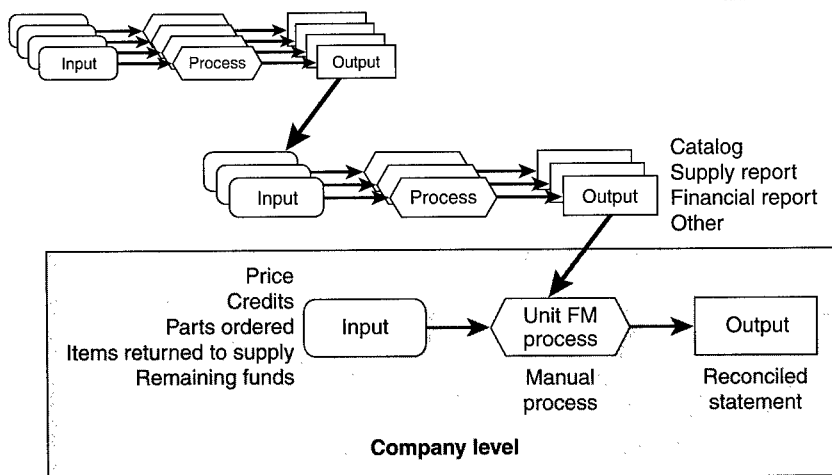 Input
Process
Output
Input
Process
Output
Catalog
Supply report
Financial report
Other
Price
Credits
Parts ordered
Items returned to supply
Remaining funds
Input
Unit FM
process
Output
Manual
process
Reconciled
statement
Company level